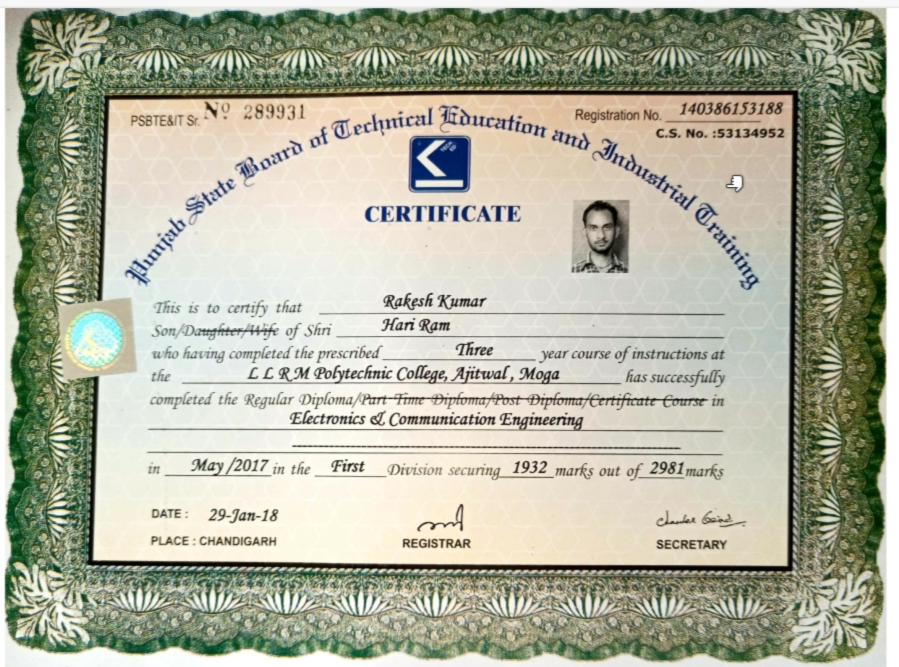 PSBTE&IT Sr. Nº 289931
Registration No. 140386153188
C.S. No. :53134952
Punjab State Board of Technical Education and Industrial Training
CERTIFICATE
This is to certify that Rakesh Kumar
Son/Daughter/Wife of Shri Hari Ram
who having completed the prescribed Three year course of instructions at
the L L R M Polytechnic College, Ajitwal, Moga has successfully
completed the Regular Diploma/Part Time Diploma/Post Diploma/Certificate Course in
Electronics & Communication Engineering
in May/2017 in the First Division securing 1932 marks out of 2981 marks
DATE : 29-Jan-18
PLACE : CHANDIGARH
REGISTRAR
SECRETARY